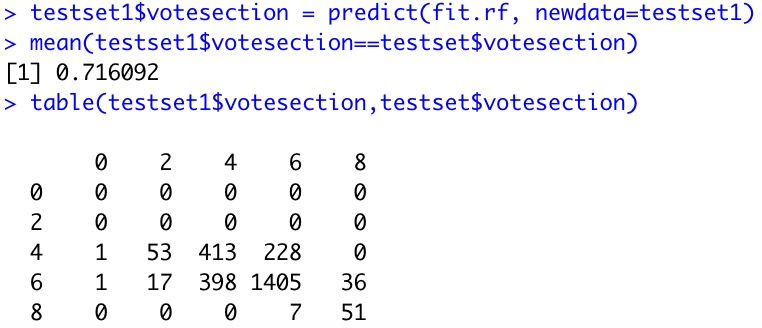 > testset1$votesection = predict(fit.rf, newdata=testset1)
> mean(testset1$votesection==testset$votesection)
[1] 0.716092
> table(testset1$votesection,testset$votesection)
0 2 4 6 8
0 0 0 0 0 0
2 0 0 0 0 0
4 1 53 413 228 0
6 1 17 398 1405 36
8 0 0 0 7 51